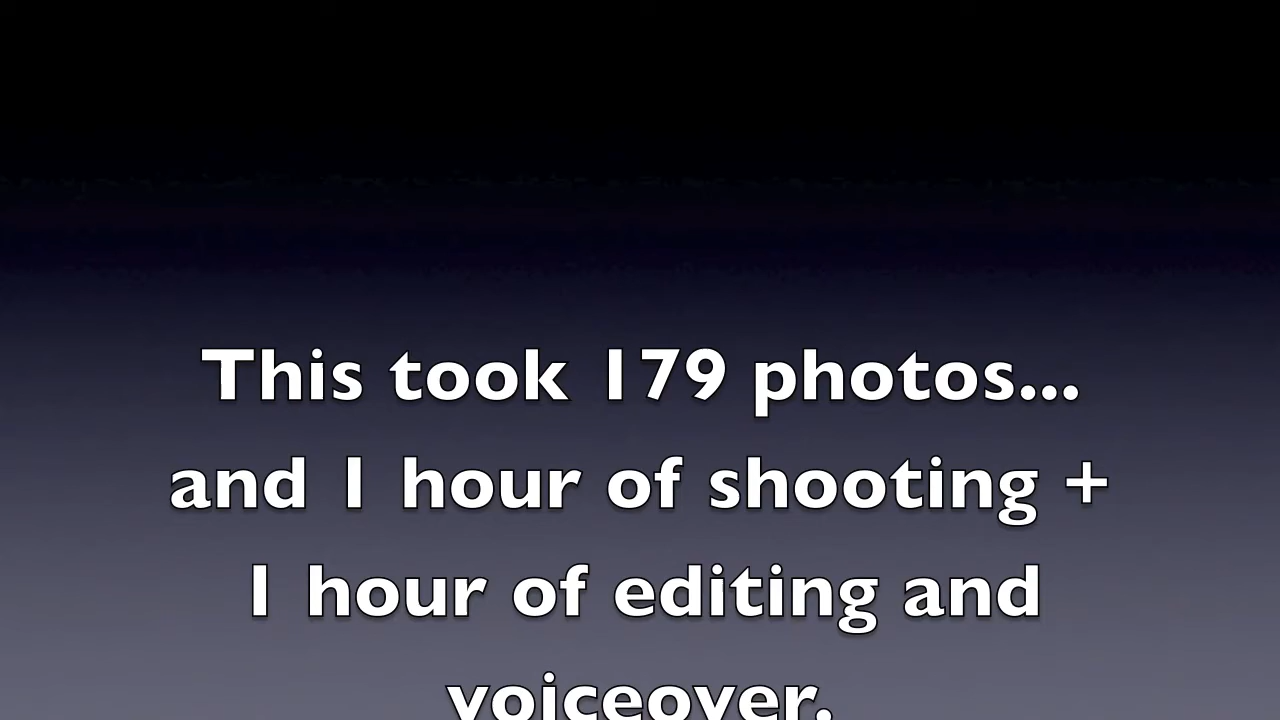 This took 179 photos...
and 1 hour of shooting +
1 hour of editing and
voiceover.